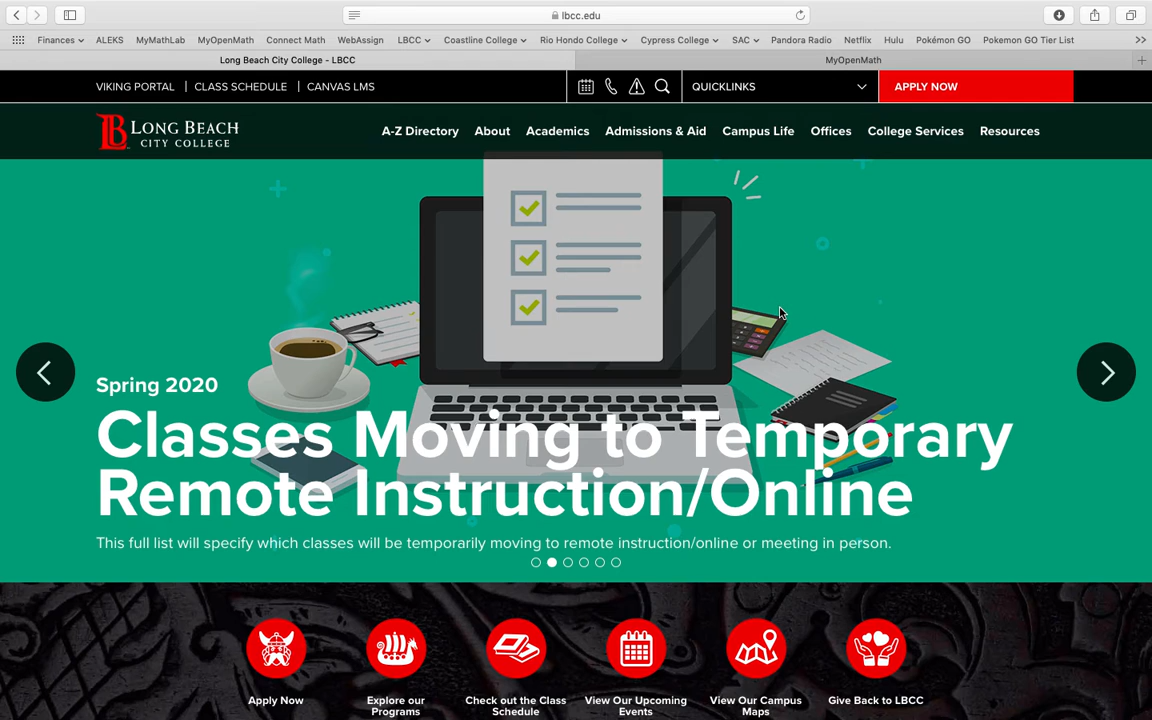 lbcc.edu
Finances ALEKS MyMathLab MyOpenMath Connect Math WebAssign LBCC Coastline College Rio Hondo College Cypress College SAC Pandora Radio Netflix Hulu Pokémon GO Pokemon GO Tier List >>
Long Beach City College - LBCC MyOpenMath +
VIKING PORTAL | CLASS SCHEDULE | CANVAS LMS QUICKLINKS APPLY NOW
LB LONG BEACH
CITY COLLEGE
A-Z Directory About Academics Admissions & Aid Campus Life Offices College Services Resources
Spring 2020
Classes Moving to Temporary
Remote Instruction/Online
This full list will specify which classes will be temporarily moving to remote instruction/online or meeting in person.
Apply Now
Explore our
Programs
Check out the Class
Schedule
View Our Upcoming
Events
View Our Campus
Maps
Give Back to LBCC